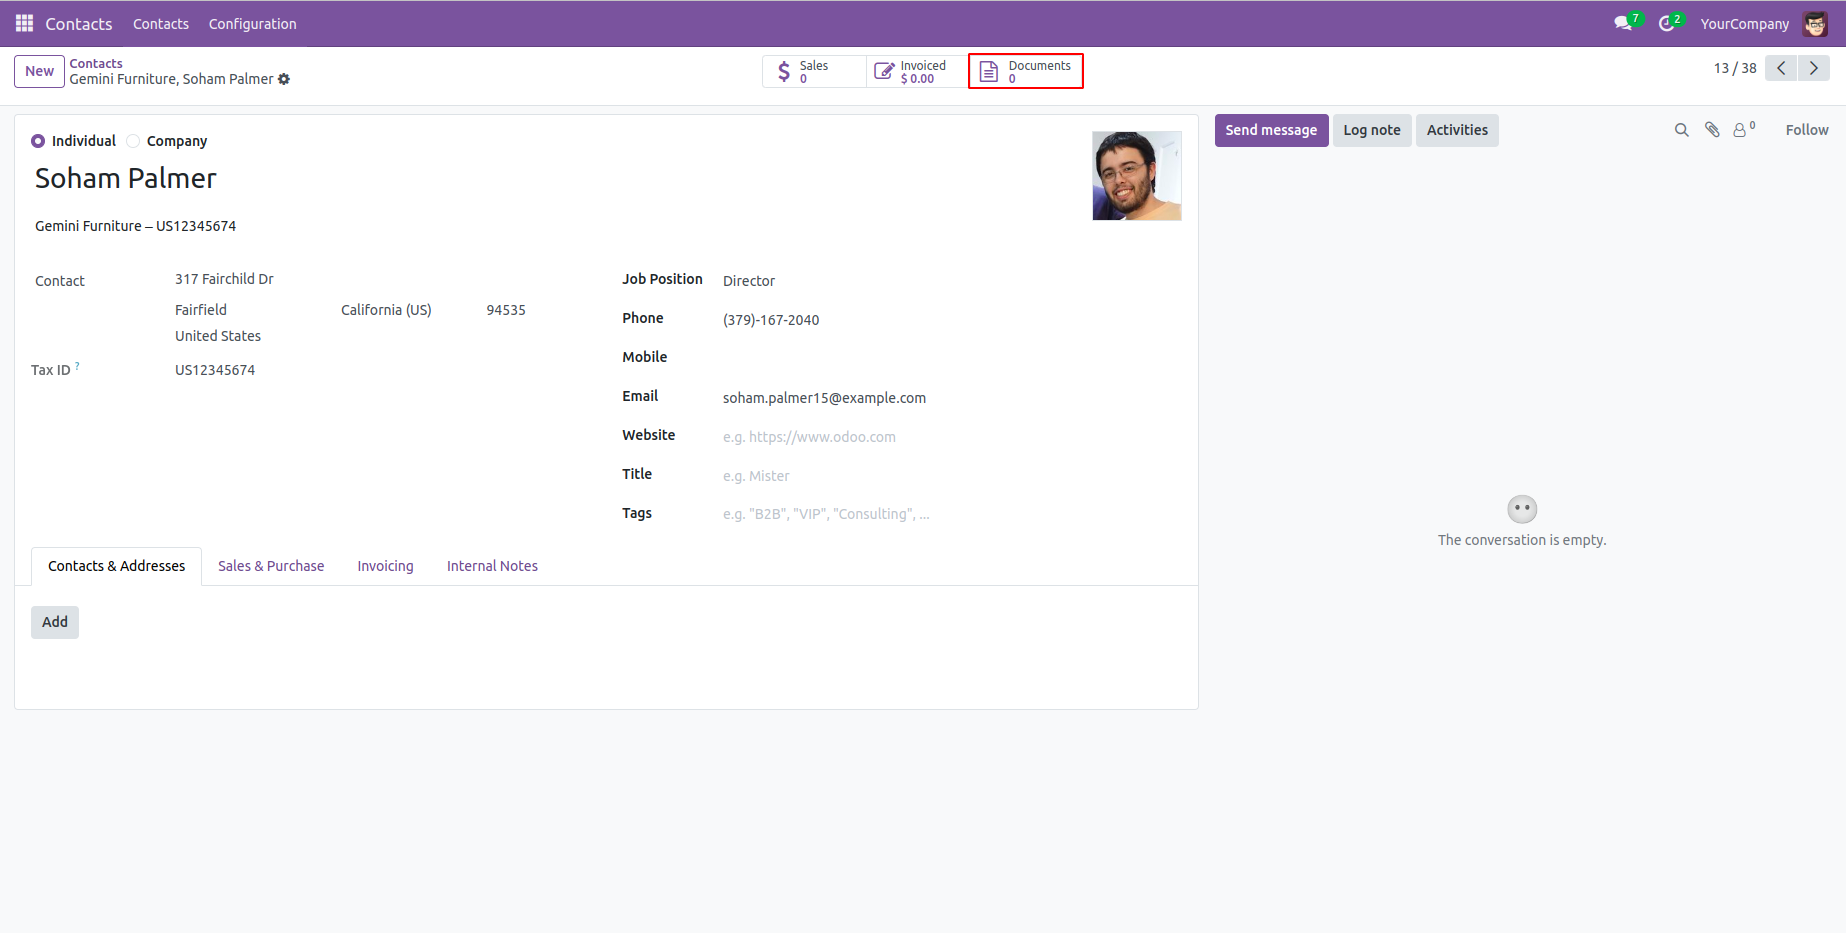 Contacts Contacts Configuration 7 2 YourCompany
New Contacts
Gemini Furniture, Soham Palmer
Sales
0
Invoiced
$ 0.00
Documents
0
13 / 38
Individual Company
Soham Palmer
Gemini Furniture – US12345674
Contact 317 Fairchild Dr
Fairfield California (US) 94535
United States
Tax ID ? US12345674
Job Position Director
Phone (379)-167-2040
Mobile
Email soham.palmer15@example.com
Website e.g. https://www.odoo.com
Title e.g. Mister
Tags e.g. "B2B", "VIP", "Consulting", ...
Contacts & Addresses Sales & Purchase Invoicing Internal Notes
Add
Send message Log note Activities 0 Follow
The conversation is empty.